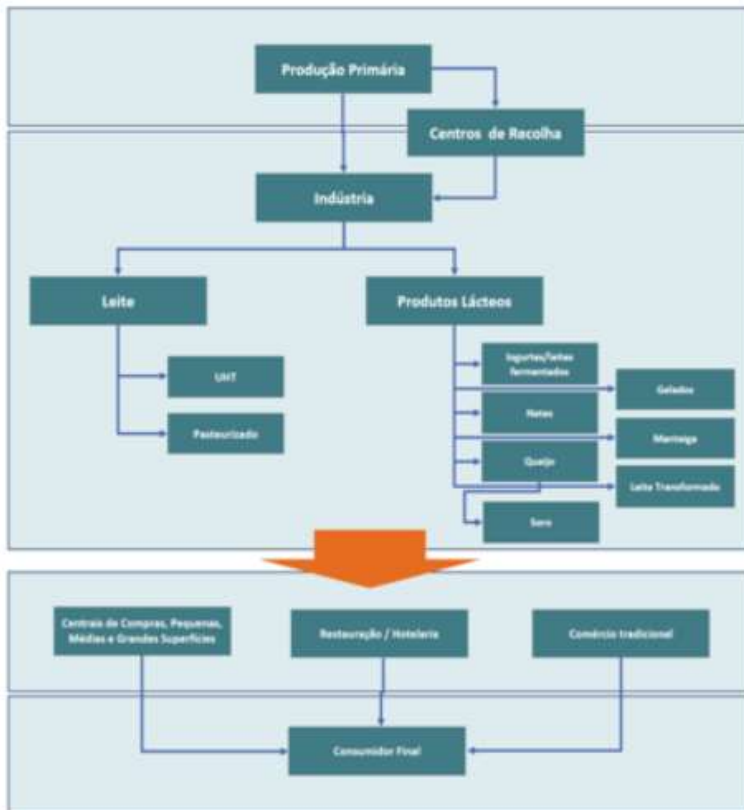 Produção Primária
Centros de Recolha
Indústria
Leite
Produtos Lácteos
UHT
Pasteurizado
Iogurtes/leites
fermentados
Gelados
Natas
Manteiga
Queijo
Leite Transformado
Soro
Centrais de Compras, Pequenas,
Médias e Grandes Superfícies
Restauração / Hotelaria
Comércio tradicional
Consumidor Final